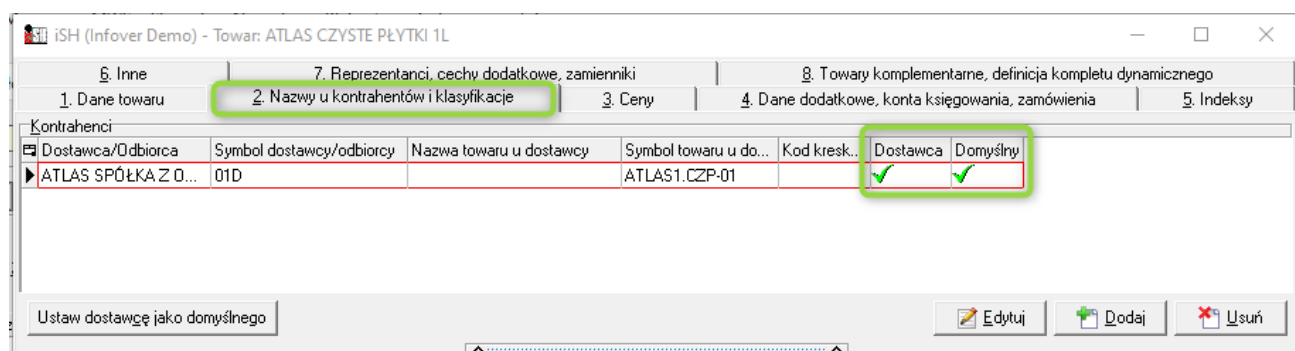 iSH (Infover Demo) - Towar: ATLAS CZYSTE PŁYTKI 1L
6. Inne 7. Reprezentanci, cechy dodatkowe, zamienniki 8. Towary komplementarne, definicja kompletu dynamicznego
1. Dane towaru 2. Nazwy u kontrahentów i klasyfikacje 3. Ceny 4. Dane dodatkowe, konta księgowania, zamówienia 5. Indeksy
Kontrahenci
Dostawca/Odbiorca Symbol dostawcy/odbiorcy Nazwa towaru u dostawcy Symbol towaru u do... Kod kresk... Dostawca Domyślny
ATLAS SPÓŁKA Z O... 01D ATLAS1.CZP-01
Ustaw dostawcę jako domyślnego Edytuj Dodaj Usuń